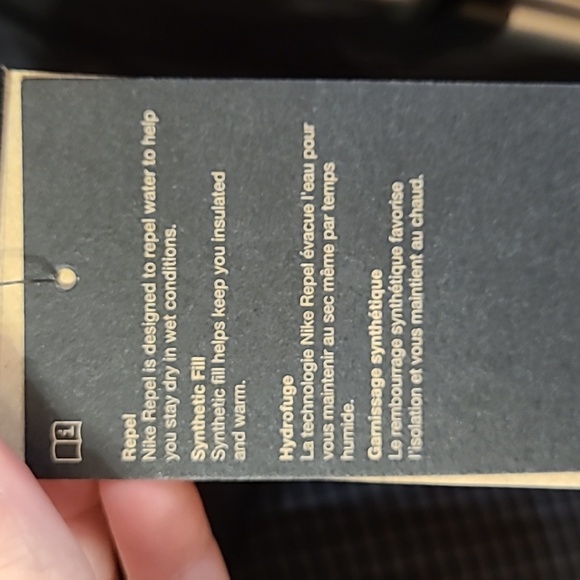 Repel
Nike Repel is designed to repel water to help
you stay dry in wet conditions.
Synthetic Fill
Synthetic fill helps keep you insulated
and warm.
Hydrofuge
La technologie Nike Repel évacue l'eau pour
vous maintenir au sec même par temps
humide.
Garnissage synthétique
Le rembourrage synthétique favorise
l'isolation et vous maintient au chaud.